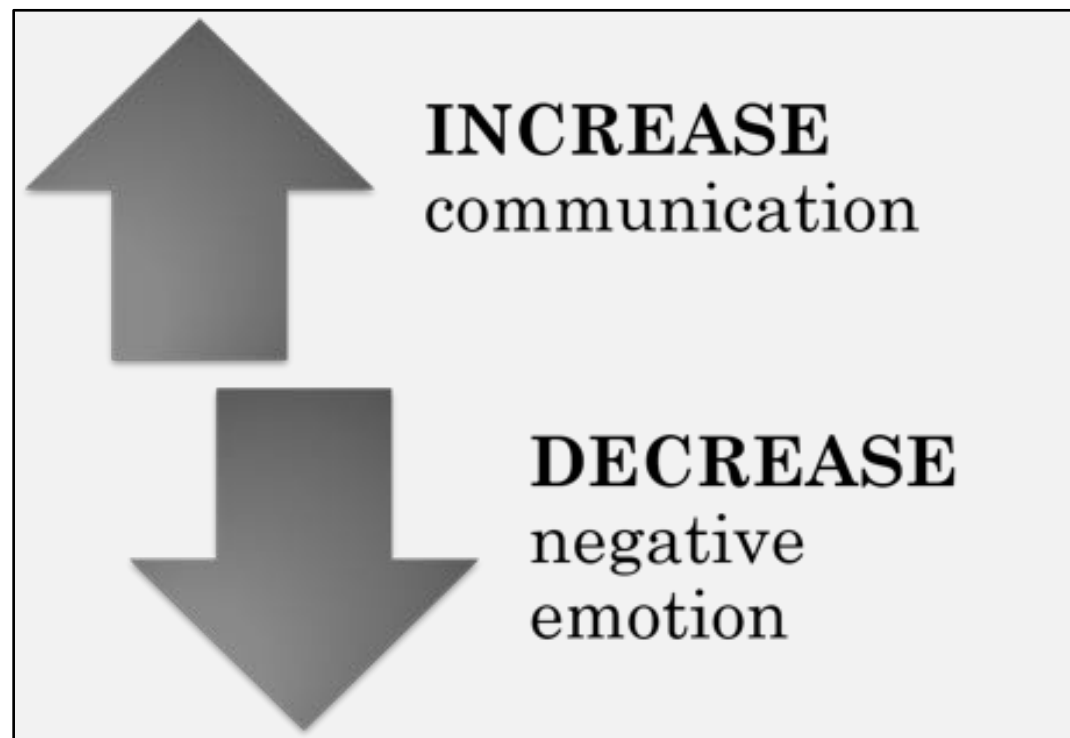 INCREASE
communication
DECREASE
negative
emotion